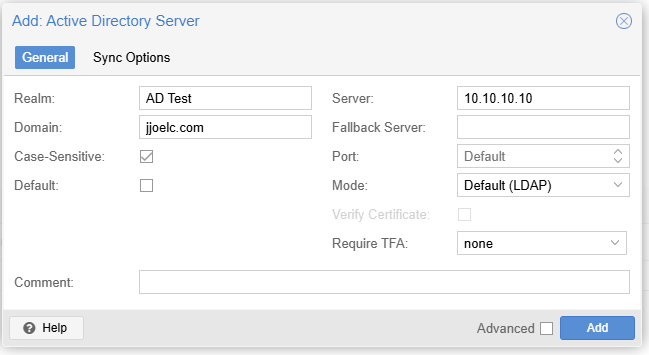 Add: Active Directory Server
General Sync Options
Realm: AD Test Server: 10.10.10.10
Domain: jjoelc.com Fallback Server:
Case-Sensitive: Port: Default
Default: Mode: Default (LDAP)
Verify Certificate:
Require TFA: none
Comment:
? Help Advanced Add